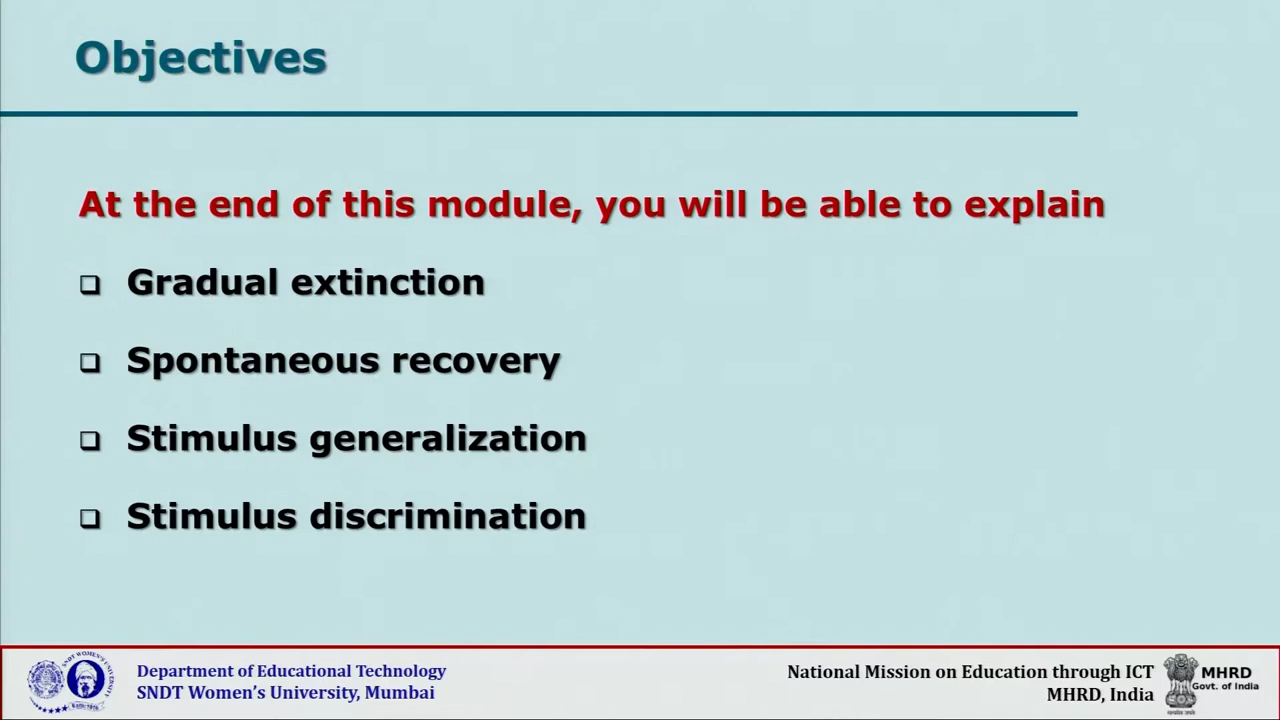 Objectives
At the end of this module, you will be able to explain
Gradual extinction
Spontaneous recovery
Stimulus generalization
Stimulus discrimination
Department of Educational Technology
SNDT Women's University, Mumbai
National Mission on Education through ICT
MHRD, India
MHRD
Govt. of India